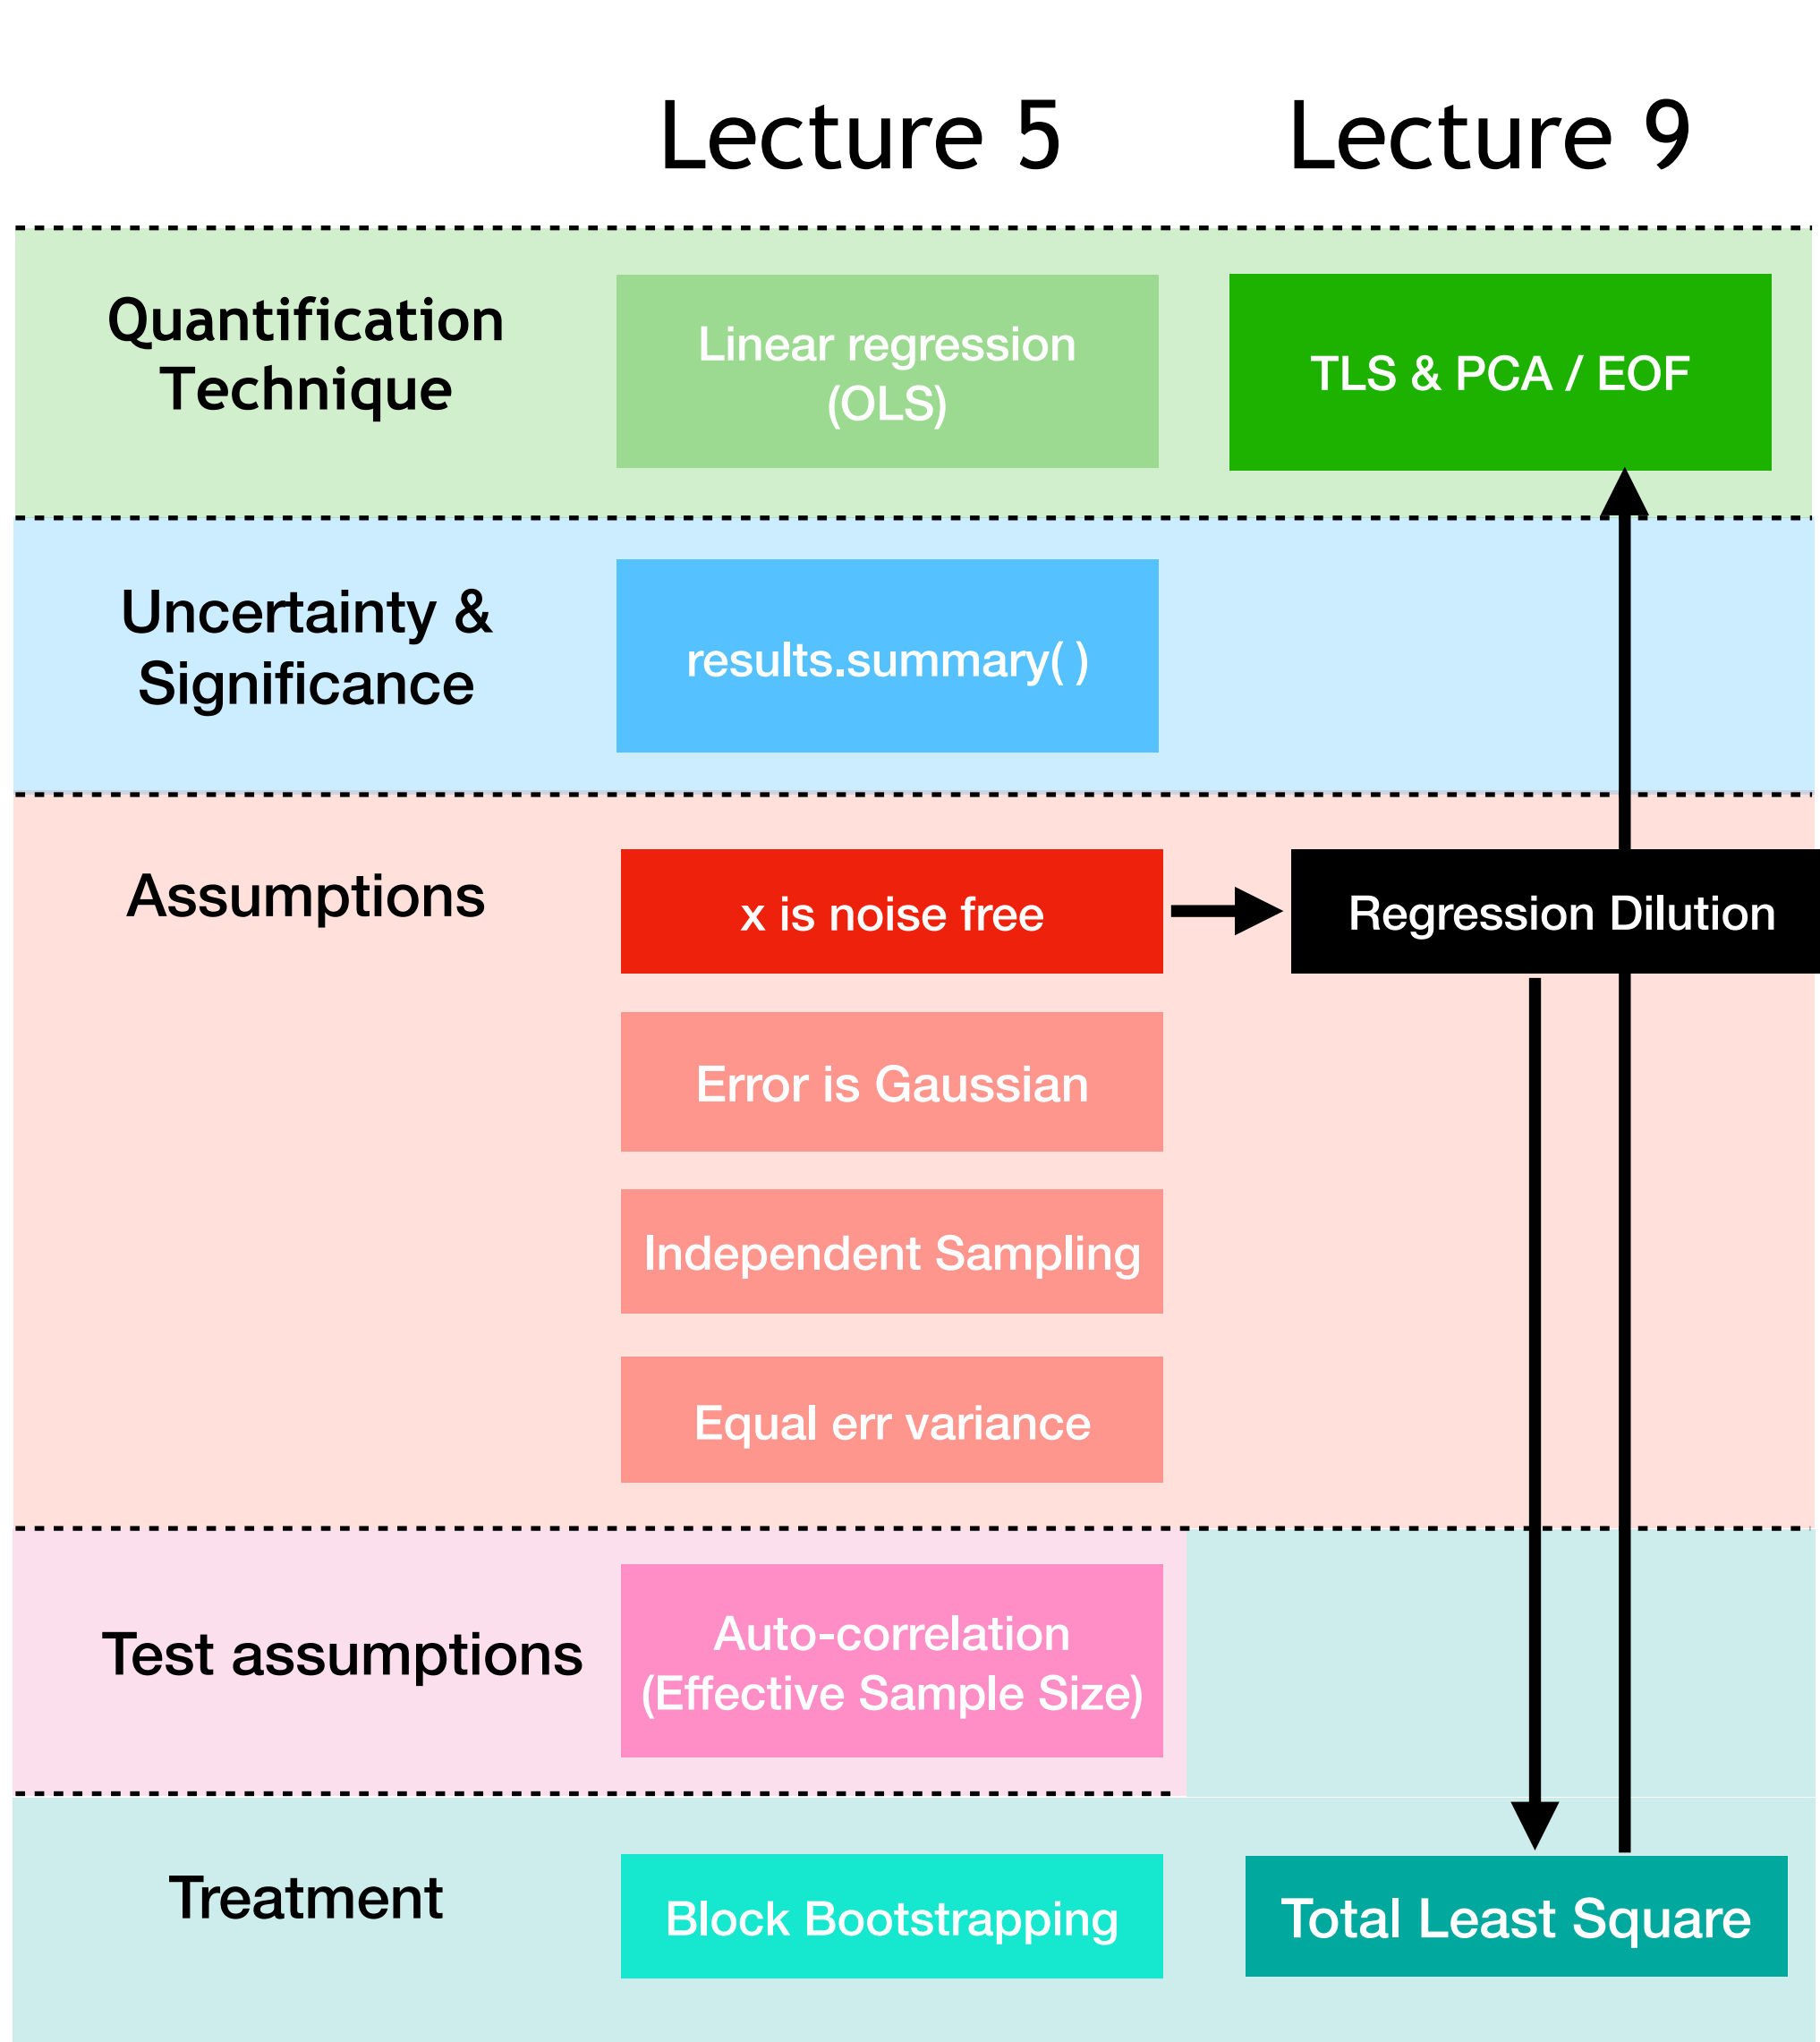 Lecture 5
Lecture 9
Quantification
Technique
Linear regression
(OLS)
TLS & PCA / EOF
Uncertainty &
Significance
results.summary( )
Assumptions
x is noise free
Regression Dilution
Error is Gaussian
Independent Sampling
Equal err variance
Test assumptions
Auto-correlation
(Effective Sample Size)
Treatment
Block Bootstrapping
Total Least Square